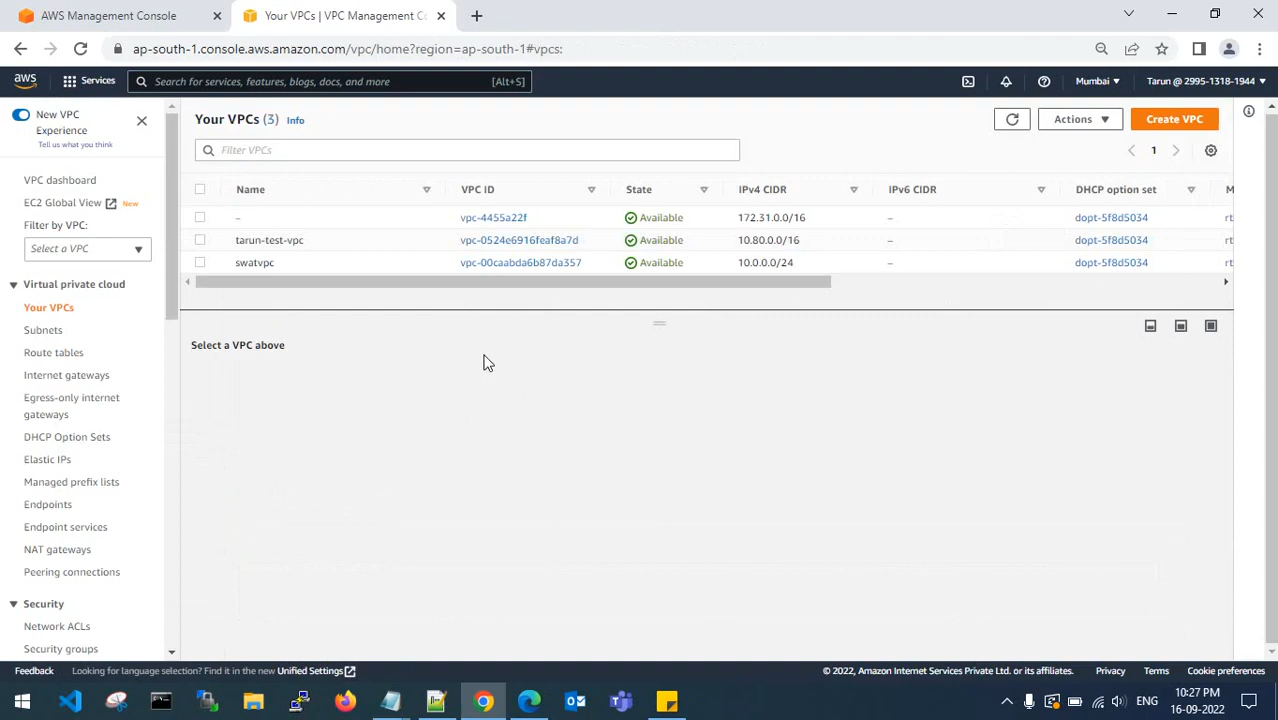 AWS Management Console
Your VPCs | VPC Management Co
ap-south-1.console.aws.amazon.com/vpc/home?region=ap-south-1#vpcs:
aws
Services
Search for services, features, blogs, docs, and more
[Alt+S]
Mumbai
Tarun @ 2995-1318-1944
New VPC
Experience
Tell us what you think
VPC dashboard
EC2 Global View
New
Filter by VPC:
Select a VPC
Virtual private cloud
Your VPCs
Subnets
Route tables
Internet gateways
Egress-only internet
gateways
DHCP Option Sets
Elastic IPs
Managed prefix lists
Endpoints
Endpoint services
NAT gateways
Peering connections
Security
Network ACLs
Security groups
Your VPCs (3) Info
Actions
Create VPC
Filter VPCs
1
Name VPC ID State IPv4 CIDR IPv6 CIDR DHCP option set M
– vpc-4455a22f Available 172.31.0.0/16 – dopt-5f8d5034 rt
tarun-test-vpc vpc-0524e6916feaf8a7d Available 10.80.0.0/16 – dopt-5f8d5034 rt
swatvpc vpc-00caabda6b87da357 Available 10.0.0.0/24 – dopt-5f8d5034 rt
Select a VPC above
Feedback
Looking for language selection? Find it in the new Unified Settings
© 2022, Amazon Internet Services Private Ltd. or its affiliates.
Privacy
Terms
Cookie preferences
ENG
10:27 PM
16-09-2022